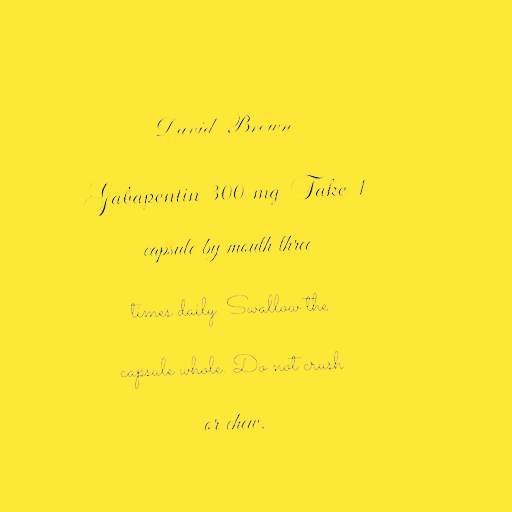 David Brown
Gabapentin 300 mg Take 1
capsule by mouth three
times daily. Swallow the
capsule whole. Do not crush
or chew.